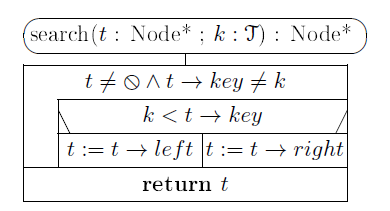 search(t : Node* ; k : 𝔗) : Node*
t ≠ ⊘ ∧ t → key ≠ k
k < t → key
t := t → left t := t → right
return t